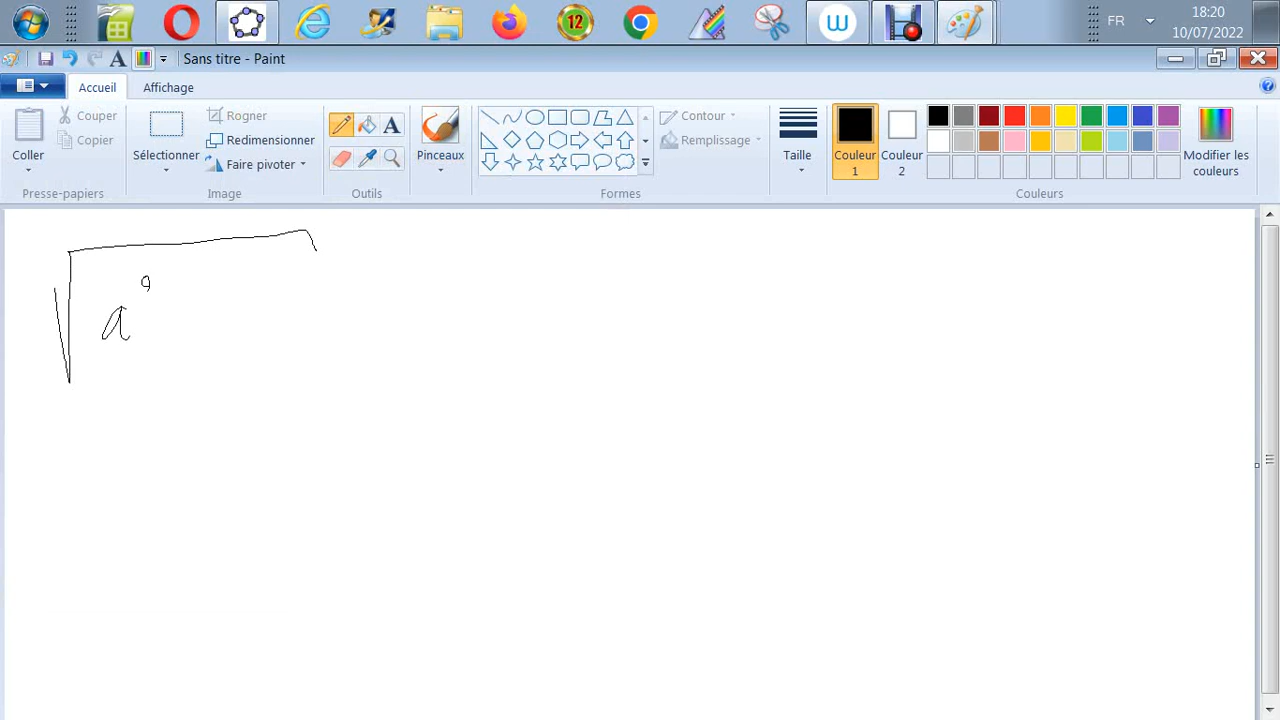 12
W
FR
18:20
10/07/2022
A
Sans titre - Paint
Accueil
Affichage
Coller
Couper
Copier
Presse-papiers
Sélectionner
Rogner
Redimensionner
Faire pivoter
Image
A
Outils
Pinceaux
Contour
Remplissage
Formes
Taille
Couleur
1
Couleur
2
Modifier les
couleurs
Couleurs
√a